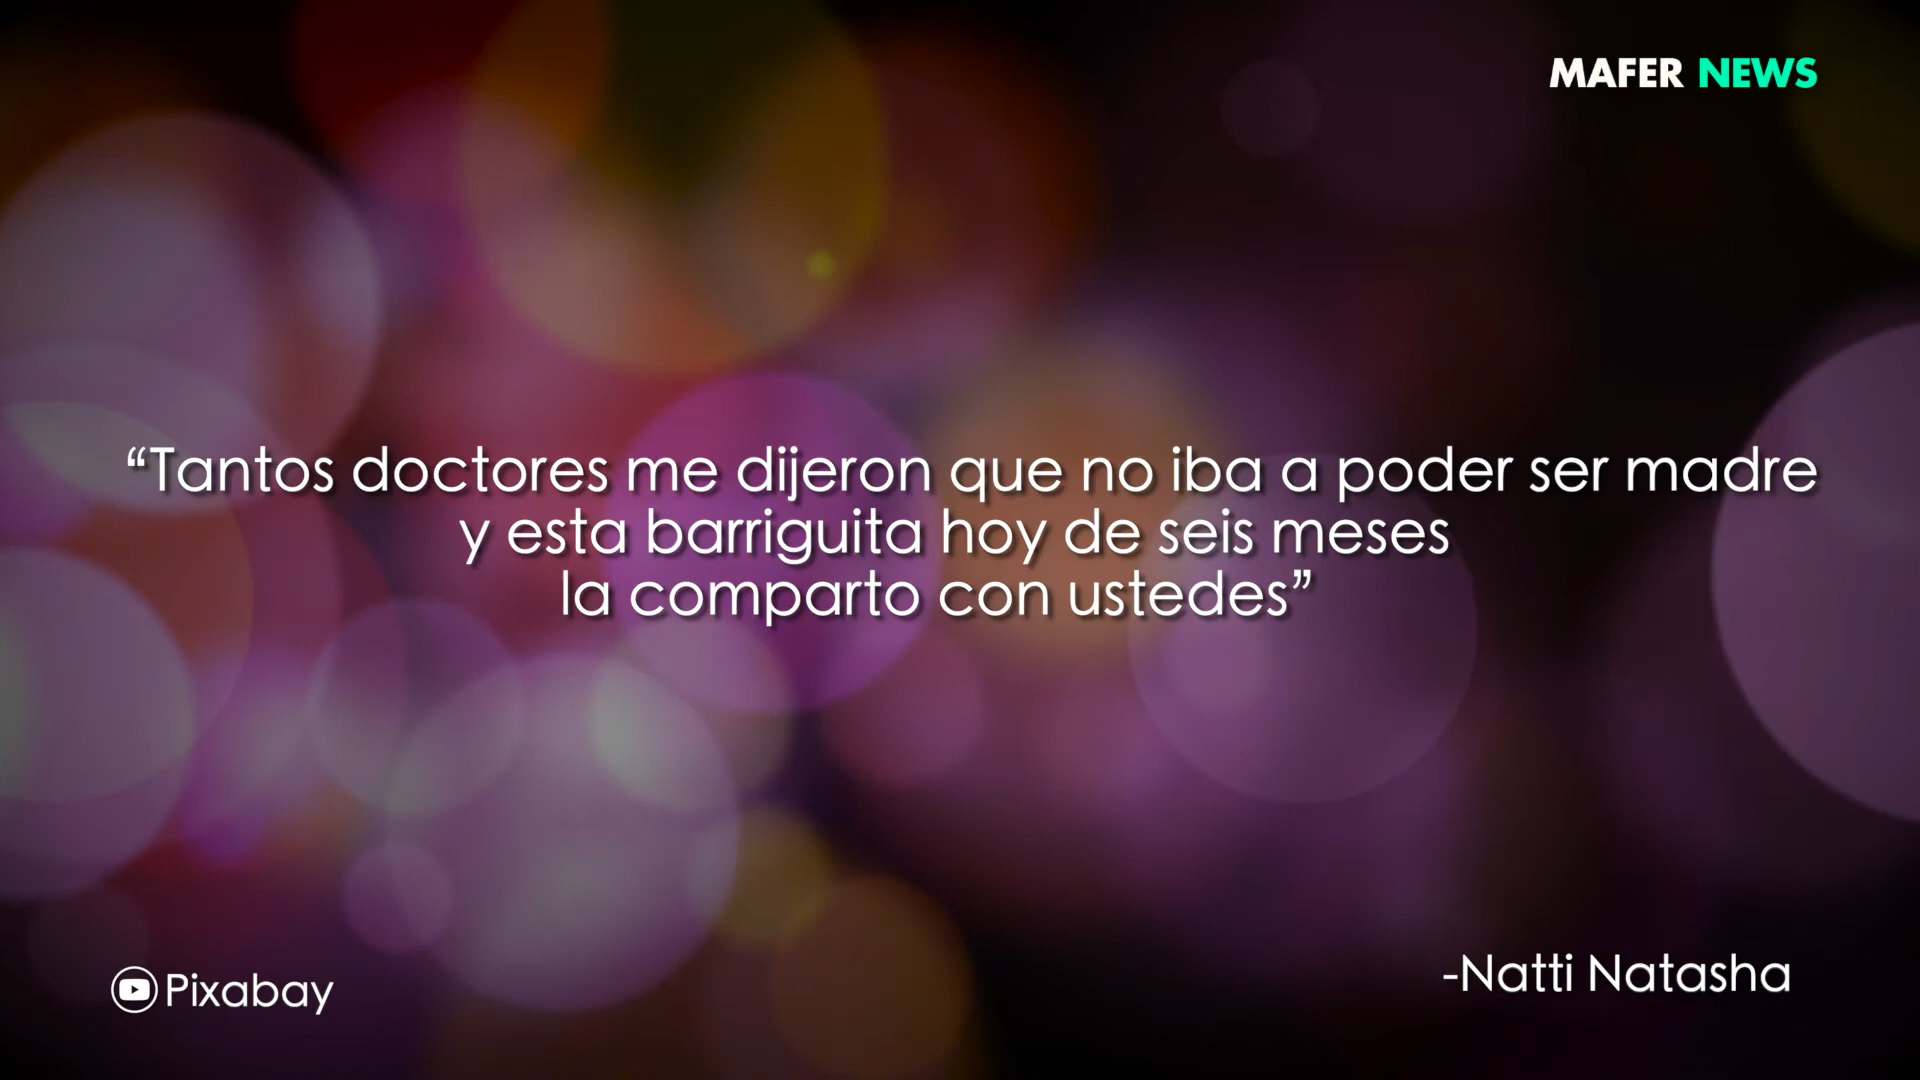 MAFER NEWS
“Tantos doctores me dijeron que no iba a poder ser madre
y esta barriguita hoy de seis meses
la comparto con ustedes”
-Natti Natasha
Pixabay